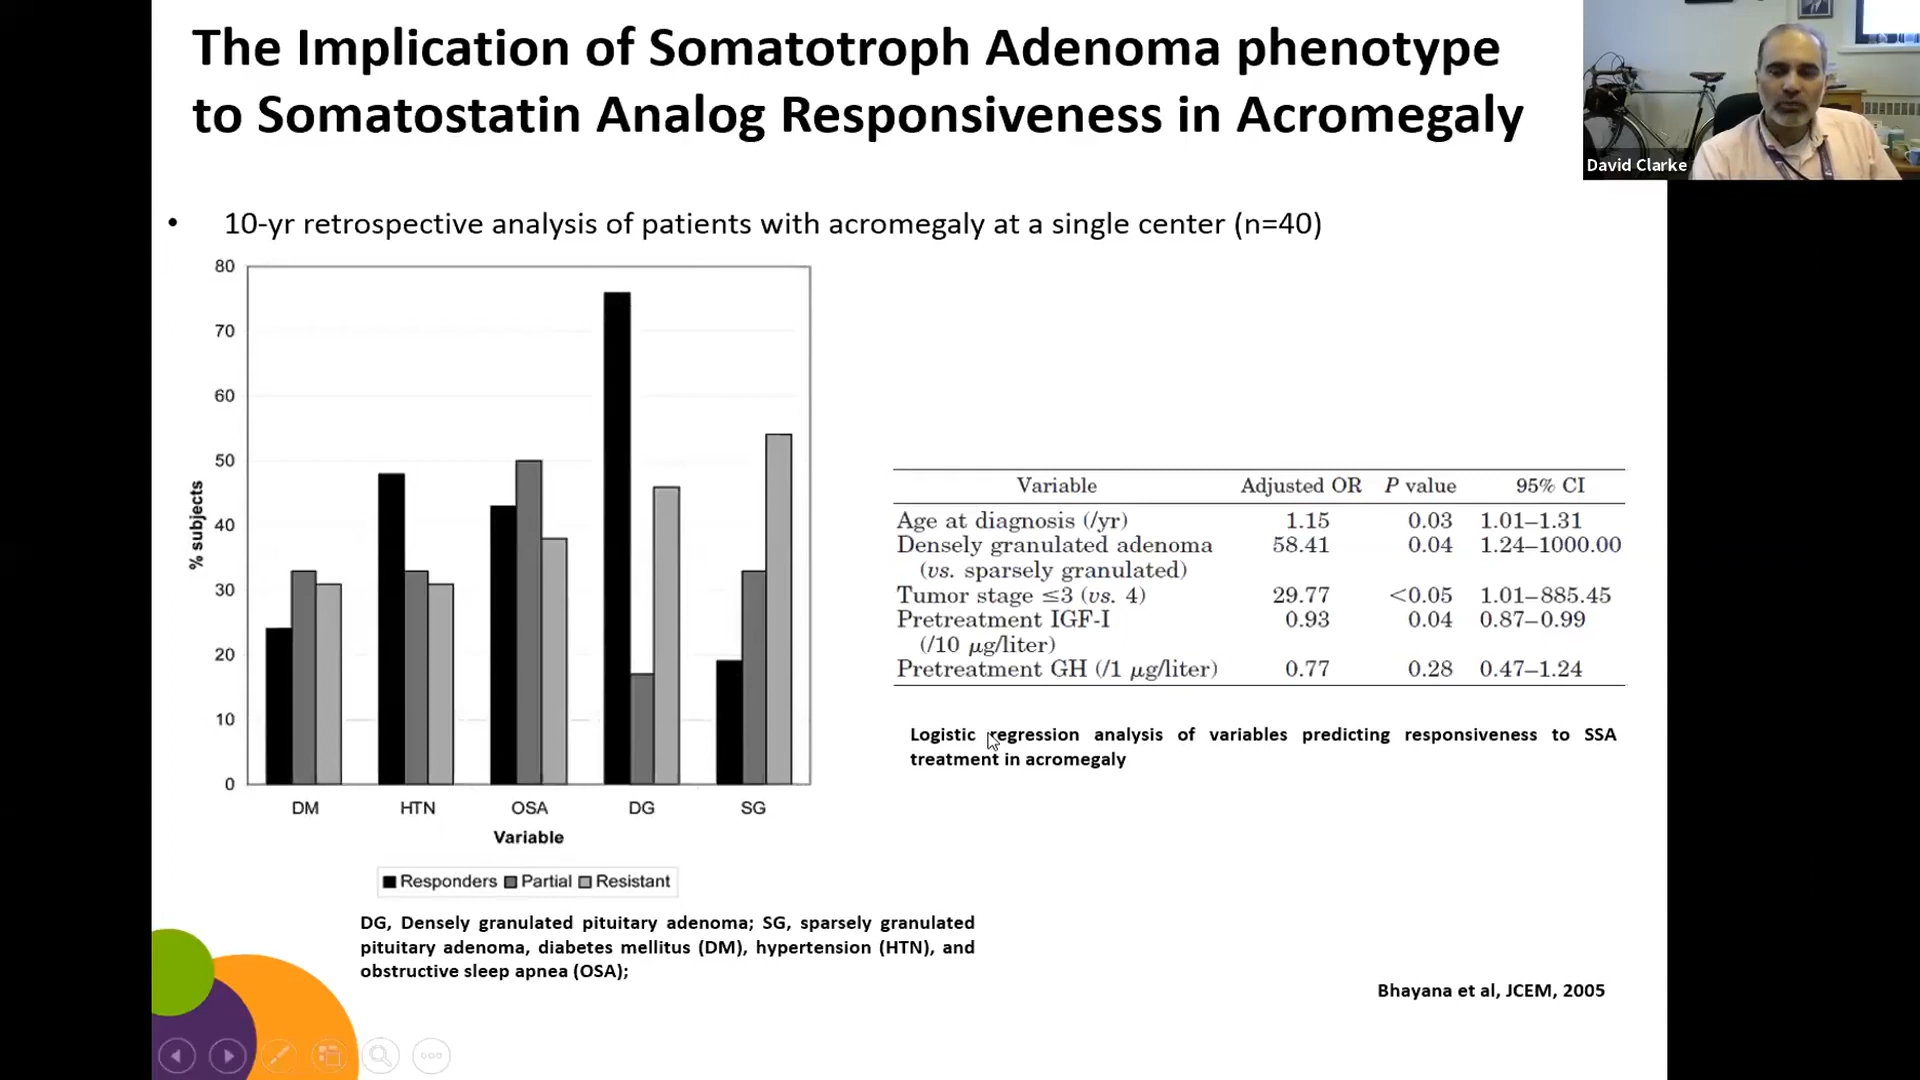 The Implication of Somatotroph Adenoma phenotype
to Somatostatin Analog Responsiveness in Acromegaly
David Clarke
• 10-yr retrospective analysis of patients with acromegaly at a single center (n=40)
80
70
60
50
40
30
20
10
0
% subjects
DM HTN OSA DG SG
Variable
Responders Partial Resistant
DG, Densely granulated pituitary adenoma; SG, sparsely granulated
pituitary adenoma, diabetes mellitus (DM), hypertension (HTN), and
obstructive sleep apnea (OSA);
Variable Adjusted OR P value 95% CI
Age at diagnosis (/yr) 1.15 0.03 1.01–1.31
Densely granulated adenoma 58.41 0.04 1.24–1000.00
(vs. sparsely granulated)
Tumor stage ≤3 (vs. 4) 29.77 <0.05 1.01–885.45
Pretreatment IGF-I 0.93 0.04 0.87–0.99
(/10 μg/liter)
Pretreatment GH (/1 μg/liter) 0.77 0.28 0.47–1.24
Logistic regression analysis of variables predicting responsiveness to SSA
treatment in acromegaly
Bhayana et al, JCEM, 2005